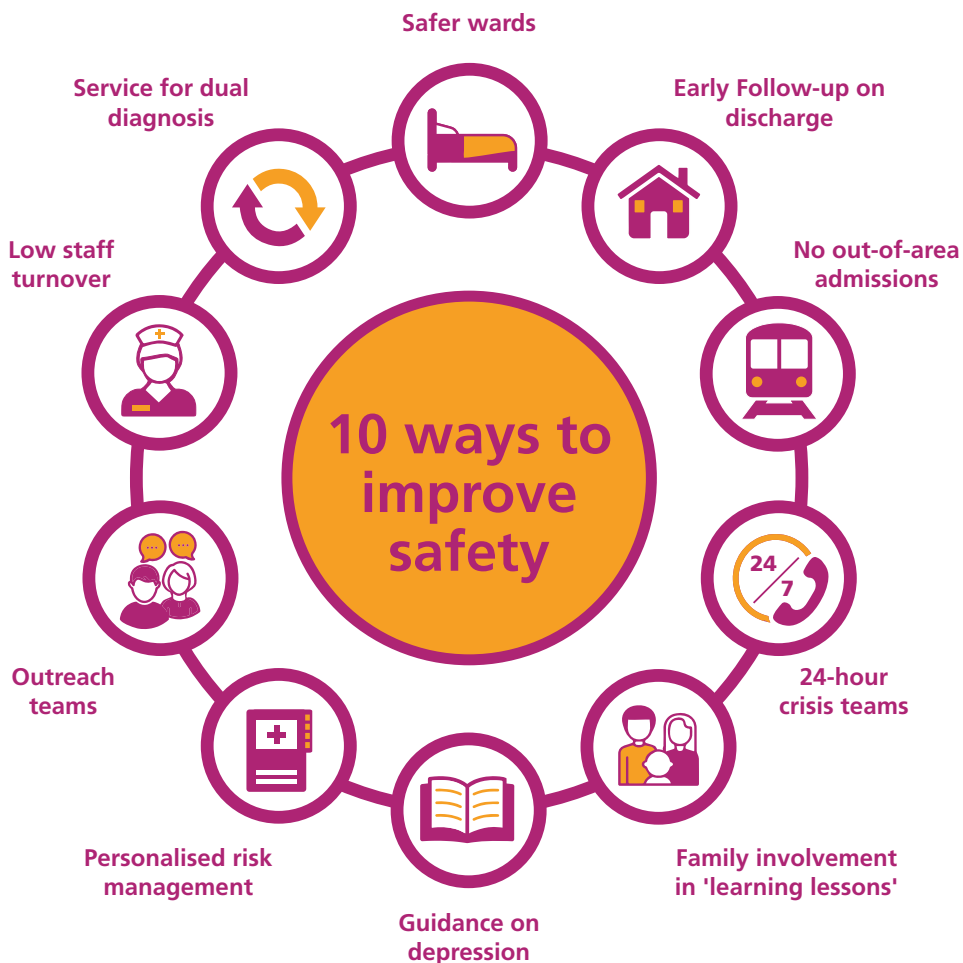 Safer wards
Early Follow-up on
discharge
No out-of-area
admissions
24
7
24-hour
crisis teams
Family involvement
in 'learning lessons'
Guidance on
depression
Personalised risk
management
Outreach
teams
Low staff
turnover
Service for dual
diagnosis
10 ways to
improve
safety